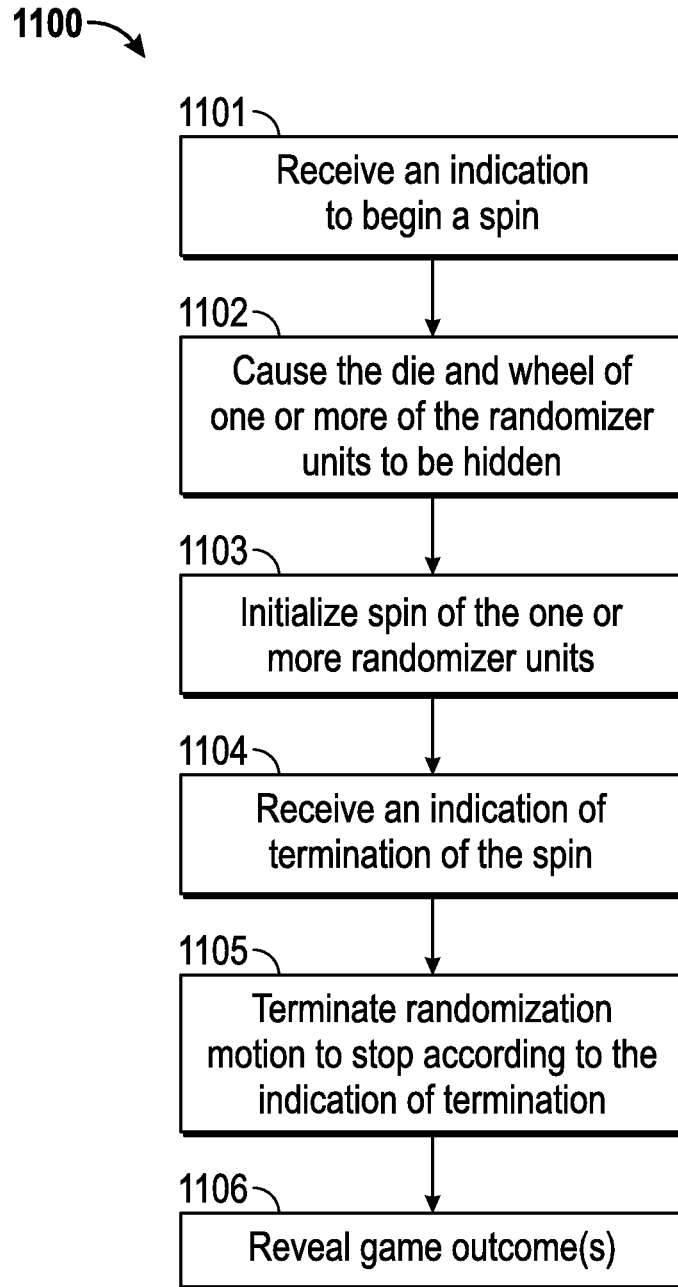 1100
1101
Receive an indication
to begin a spin
1102
Cause the die and wheel of
one or more of the randomizer
units to be hidden
1103
Initialize spin of the one or
more randomizer units
1104
Receive an indication of
termination of the spin
1105
Terminate randomization
motion to stop according to the
indication of termination
1106
Reveal game outcome(s)